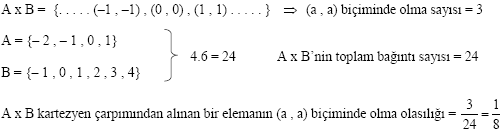 A x B = { . . . . . (–1 , –1) , (0 , 0) , (1 , 1) . . . . . } ⇒ (a , a) biçiminde olma sayısı = 3
A = {– 2 , – 1 , 0 , 1}
4.6 = 24 A x B’nin toplam bağıntı sayısı = 24
B = {– 1 , 0 , 1 , 2 , 3 , 4}
A x B kartezyen çarpımından alınan bir elemanın (a , a) biçiminde olma olasılığı = 3/24 = 1/8